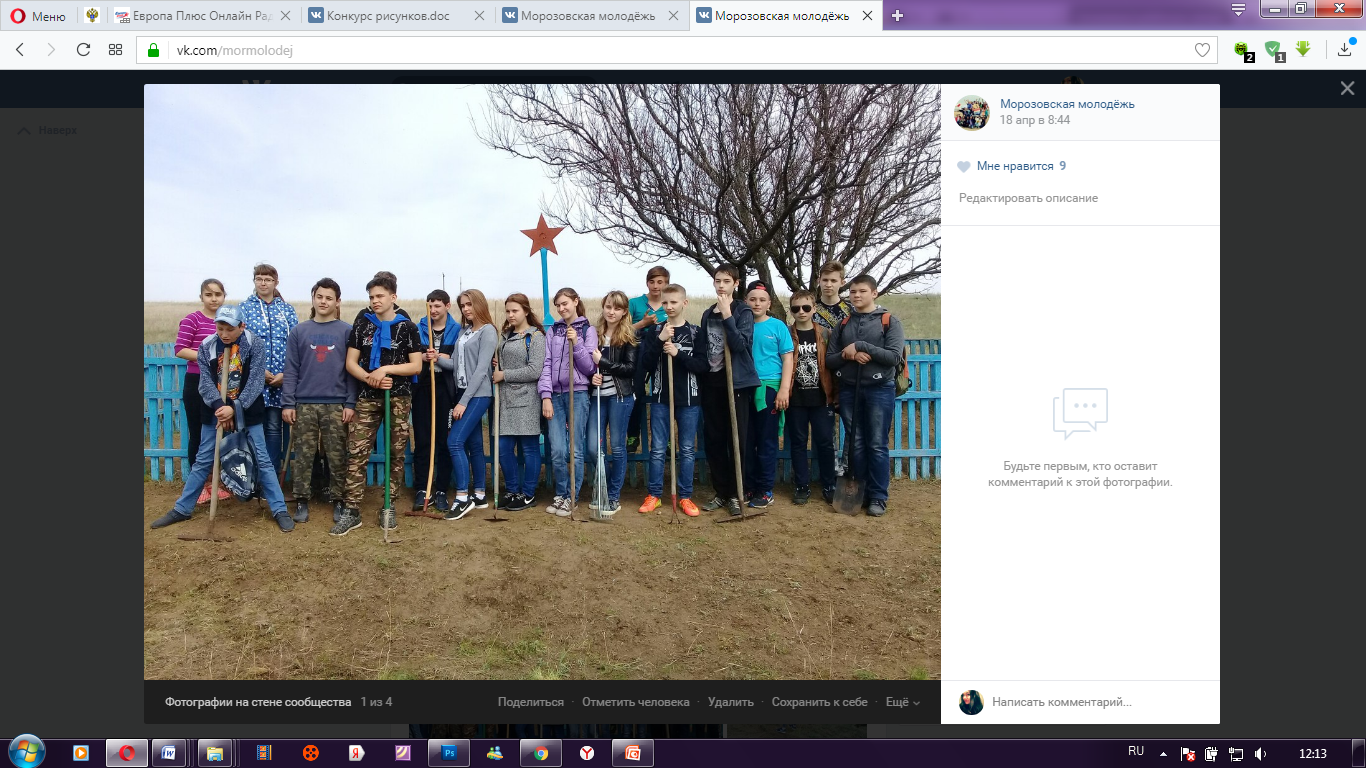 Меню
Европа Плюс Онлайн Рад
Конкурс рисунков.doc
Морозовская молодёжь
Морозовская молодёжь
vk.com/mormolodej
2
1
Наверх
Морозовская молодёжь
18 апр в 8:44
Мне нравится 9
Редактировать описание
Будьте первым, кто оставит
комментарий к этой фотографии.
Фотографии на стене сообщества 1 из 4
Поделиться · Отметить человека · Удалить · Сохранить к себе · Ещё
Написать комментарий...
RU
12:13